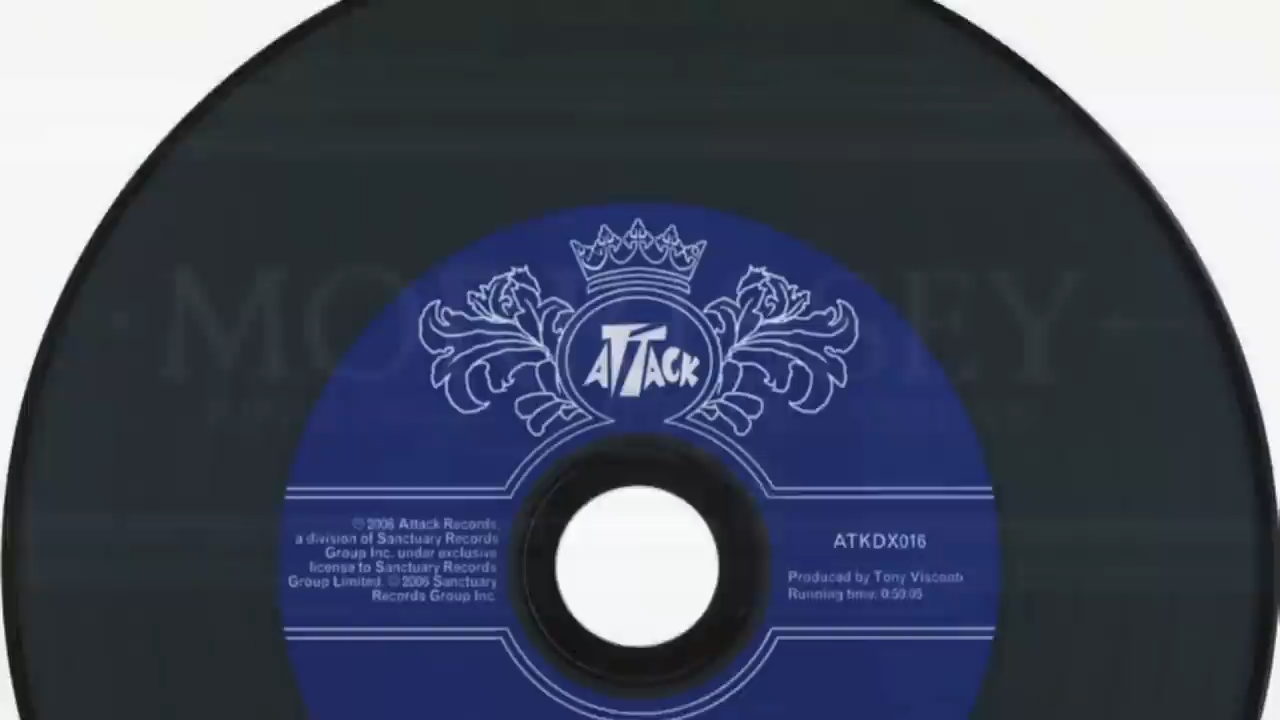 MORRISSEY
ATTACK
℗ 2006 Attack Records,
a division of Sanctuary Records
Group Inc. under exclusive
license to Sanctuary Records
Group Limited. © 2006 Sanctuary
Records Group Inc.
ATKDX016
Produced by Tony Visconti
Running time: 0:50:05